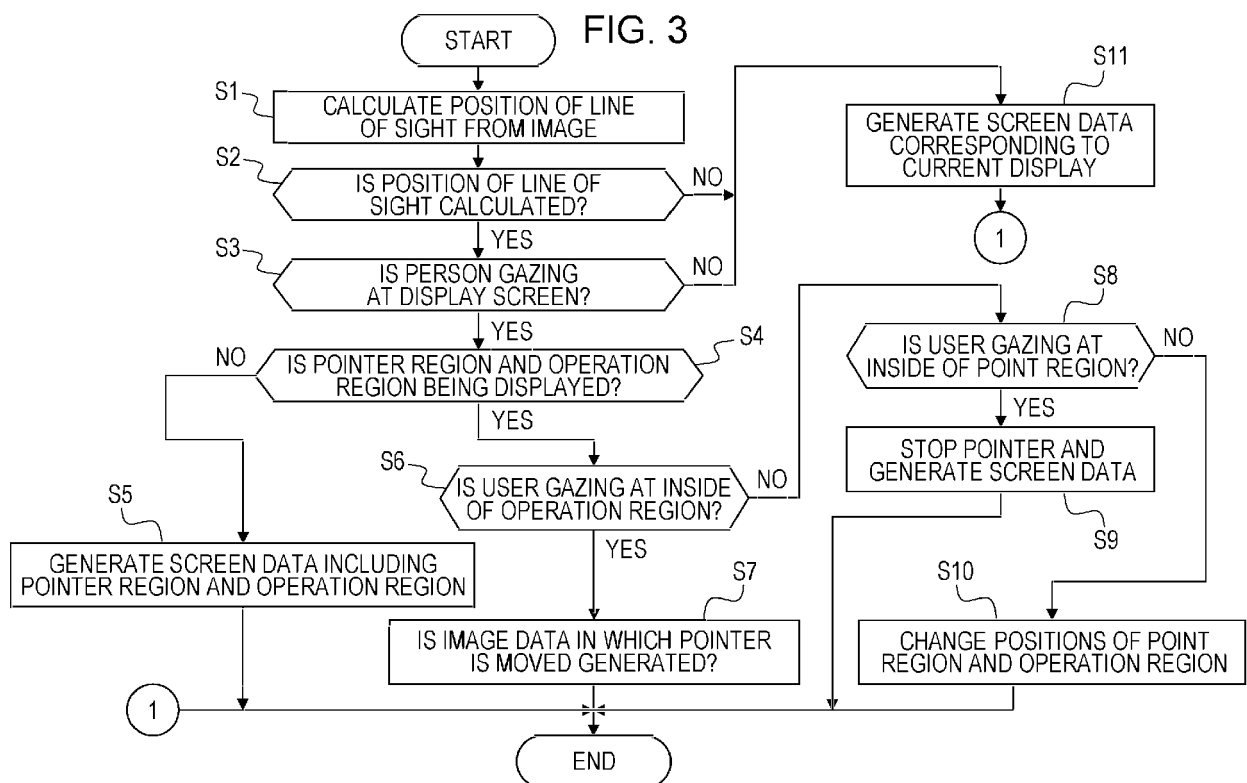 FIG. 3
START
S1
CALCULATE POSITION OF LINE
OF SIGHT FROM IMAGE
S2
IS POSITION OF LINE OF
SIGHT CALCULATED?
NO
YES
S3
IS PERSON GAZING
AT DISPLAY SCREEN?
NO
YES
S4
IS POINTER REGION AND OPERATION
REGION BEING DISPLAYED?
NO
YES
S5
GENERATE SCREEN DATA INCLUDING
POINTER REGION AND OPERATION REGION
S6
IS USER GAZING AT INSIDE
OF OPERATION REGION?
NO
YES
S7
IS IMAGE DATA IN WHICH POINTER
IS MOVED GENERATED?
S11
GENERATE SCREEN DATA
CORRESPONDING TO
CURRENT DISPLAY
1
S8
IS USER GAZING AT
INSIDE OF POINT REGION?
NO
YES
STOP POINTER AND
GENERATE SCREEN DATA
S9
S10
CHANGE POSITIONS OF POINT
REGION AND OPERATION REGION
1
END